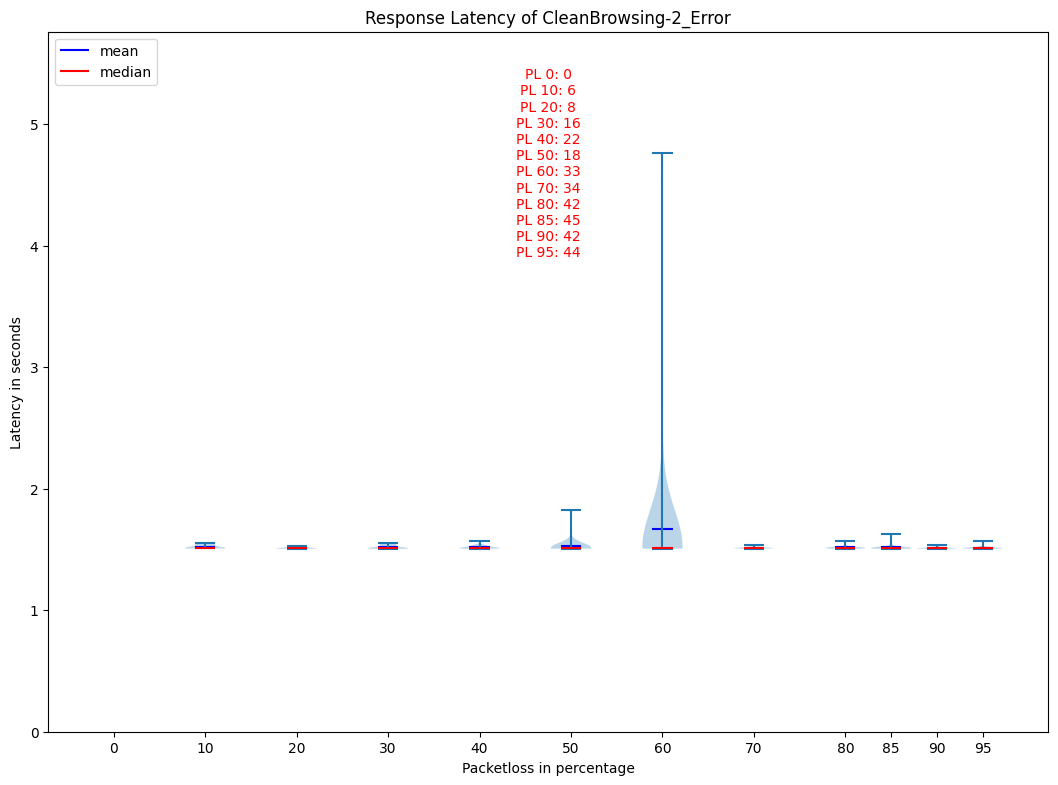 Response Latency of CleanBrowsing-2_Error
mean
median
PL 0: 0
PL 10: 6
PL 20: 8
PL 30: 16
PL 40: 22
PL 50: 18
PL 60: 33
PL 70: 34
PL 80: 42
PL 85: 45
PL 90: 42
PL 95: 44
Latency in seconds
5
4
3
2
1
0
0 10 20 30 40 50 60 70 80 85 90 95
Packetloss in percentage